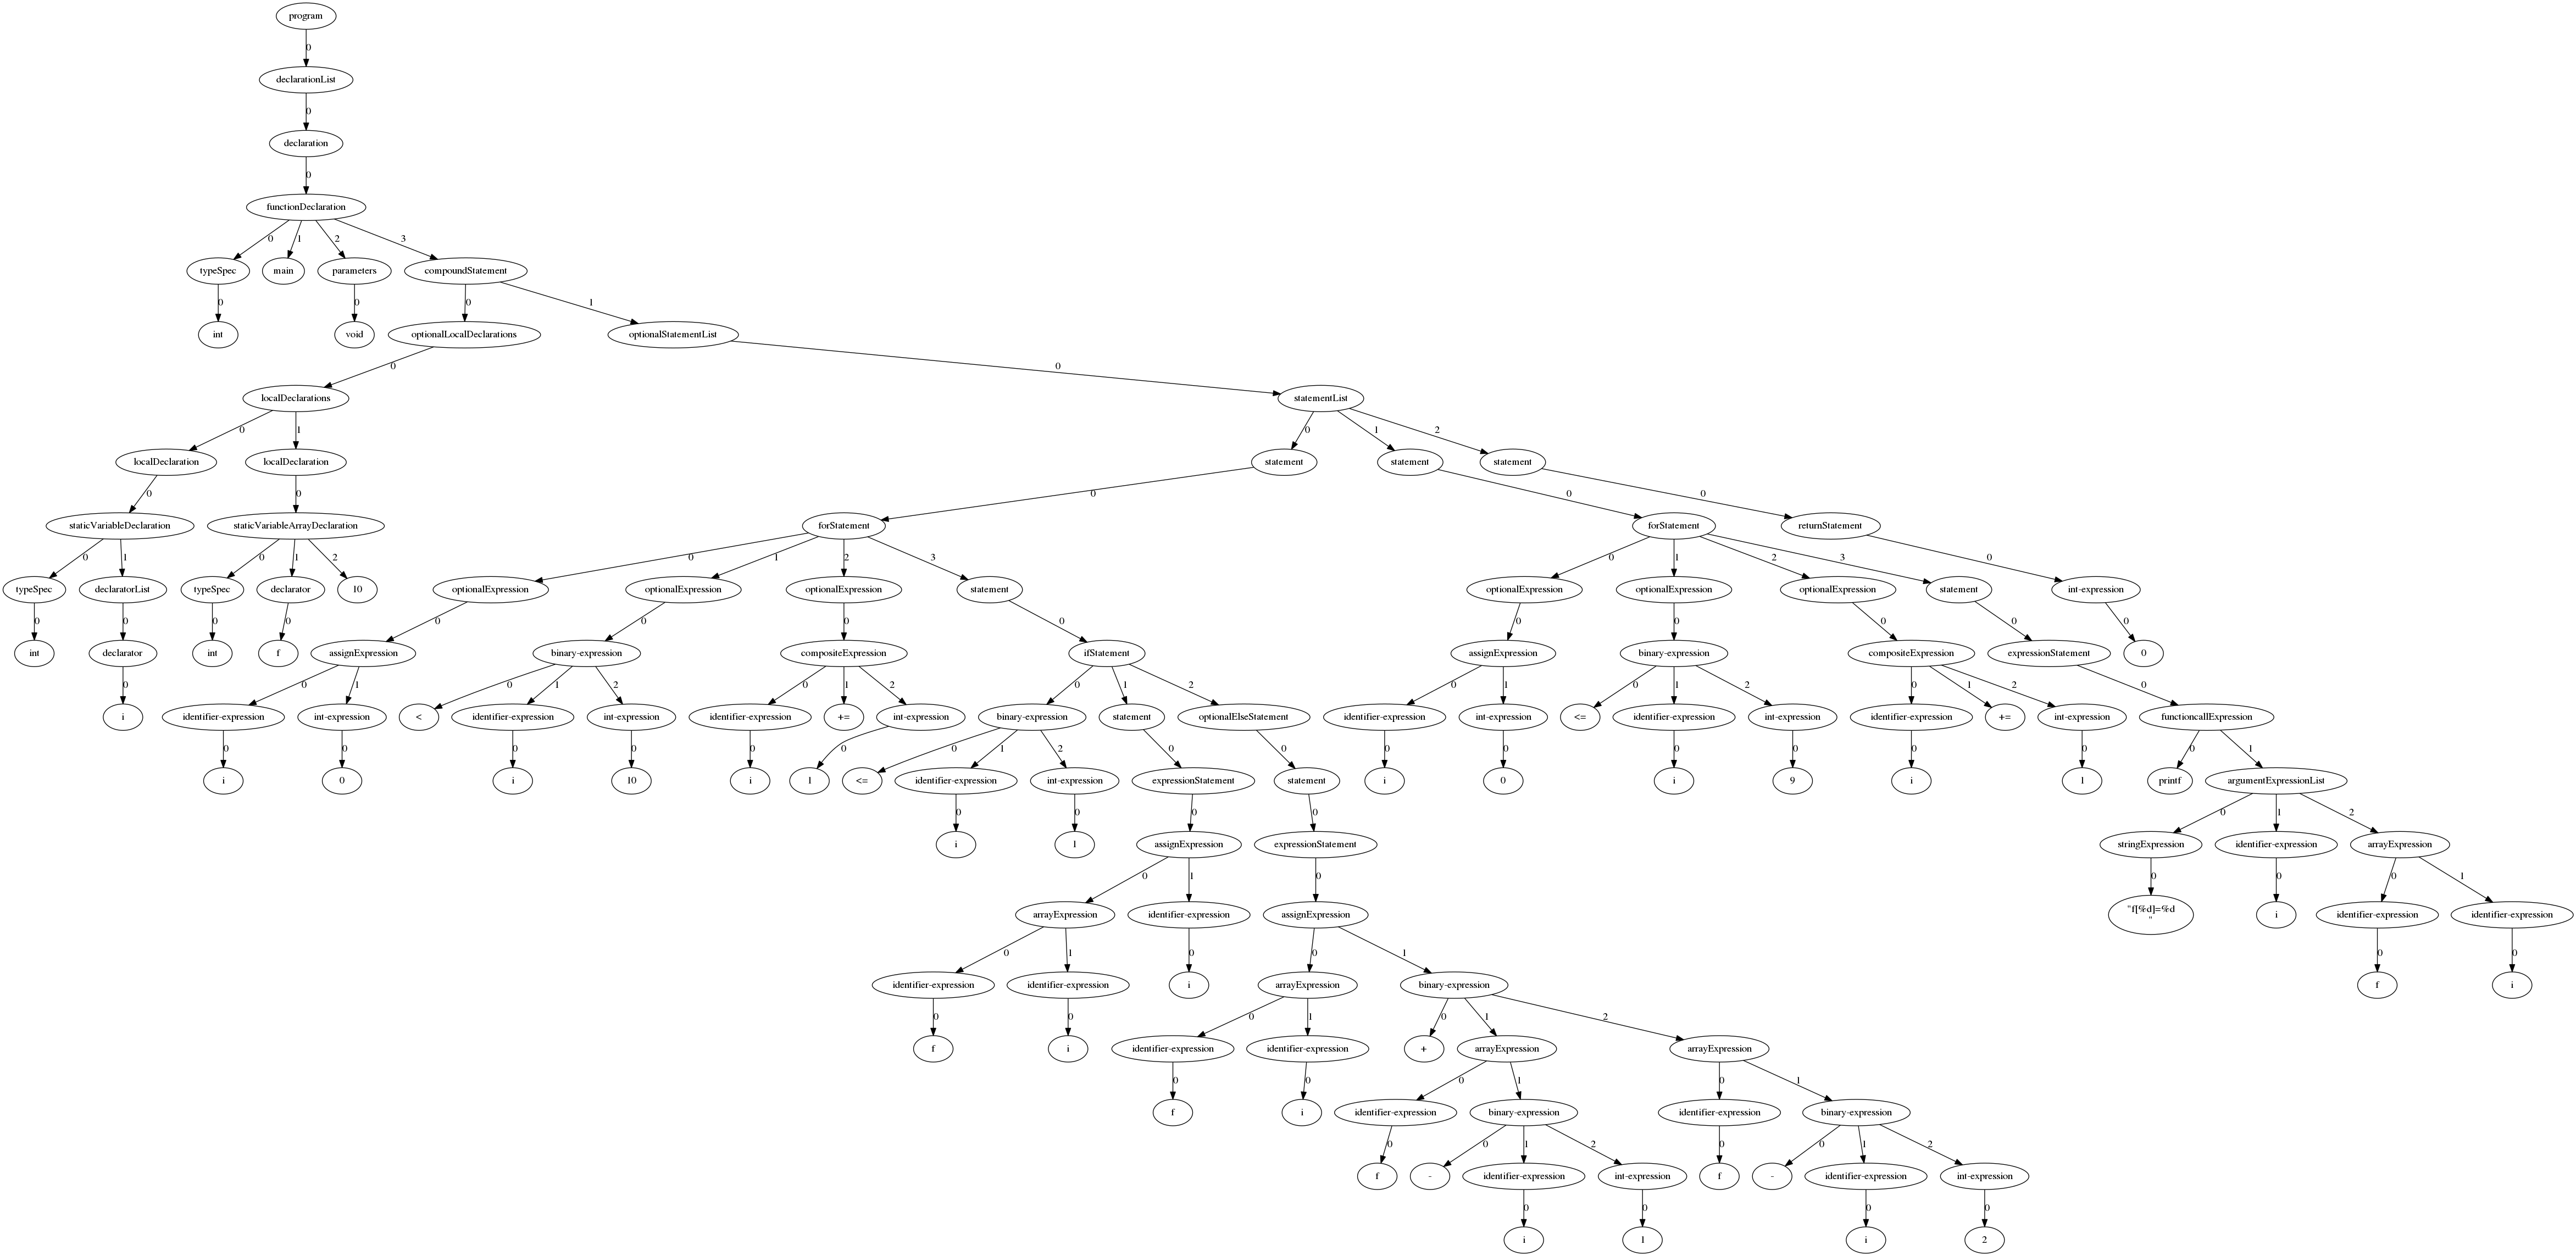 program
0
declarationList
0
declaration
0
functionDeclaration
0 1 2 3
typeSpec main parameters compoundStatement
0 0 0 1
int void optionalLocalDeclarations optionalStatementList
0 0
localDeclarations statementList
0 1 0 1 2
localDeclaration localDeclaration statement statement statement
0 0 0 0 0
staticVariableDeclaration staticVariableArrayDeclaration forStatement forStatement returnStatement
0 1 0 1 2 0 1 2 3 0 1 2 3 0
typeSpec declaratorList typeSpec declarator 10 optionalExpression optionalExpression optionalExpression statement optionalExpression optionalExpression optionalExpression statement int-expression
0 0 0 0 0 0 0 0 0 0 0 0 0
int declarator int f assignExpression binary-expression compositeExpression ifStatement assignExpression binary-expression compositeExpression expressionStatement 0
0 0 1 0 1 2 0 1 2 0 1 2 0 1 0 1 2 0 1 2 0
i identifier-expression int-expression < identifier-expression int-expression identifier-expression += int-expression binary-expression statement optionalElseStatement identifier-expression int-expression <= identifier-expression int-expression identifier-expression += int-expression functioncallExpression
0 0 0 0 0 0 0 1 2 0 0 0 0 0 0 0 0 0 1
i 0 i 10 i 1 <= identifier-expression int-expression expressionStatement statement i 0 i 9 i 1 printf argumentExpressionList
0 0 0 0 0 1 2
i 1 assignExpression expressionStatement stringExpression identifier-expression arrayExpression
0 1 0 0 0 0 1
arrayExpression identifier-expression assignExpression "f[%d]=%d
" i identifier-expression identifier-expression
0 1 0 0 1 0 0
identifier-expression identifier-expression i arrayExpression binary-expression f i
0 0 0 1 0 1 2
f i identifier-expression identifier-expression + arrayExpression arrayExpression
0 0 0 1 0 1
f i identifier-expression binary-expression identifier-expression binary-expression
0 0 1 2 0 0 1 2
f - identifier-expression int-expression f - identifier-expression int-expression
0 0 0 0
i 1 i 2